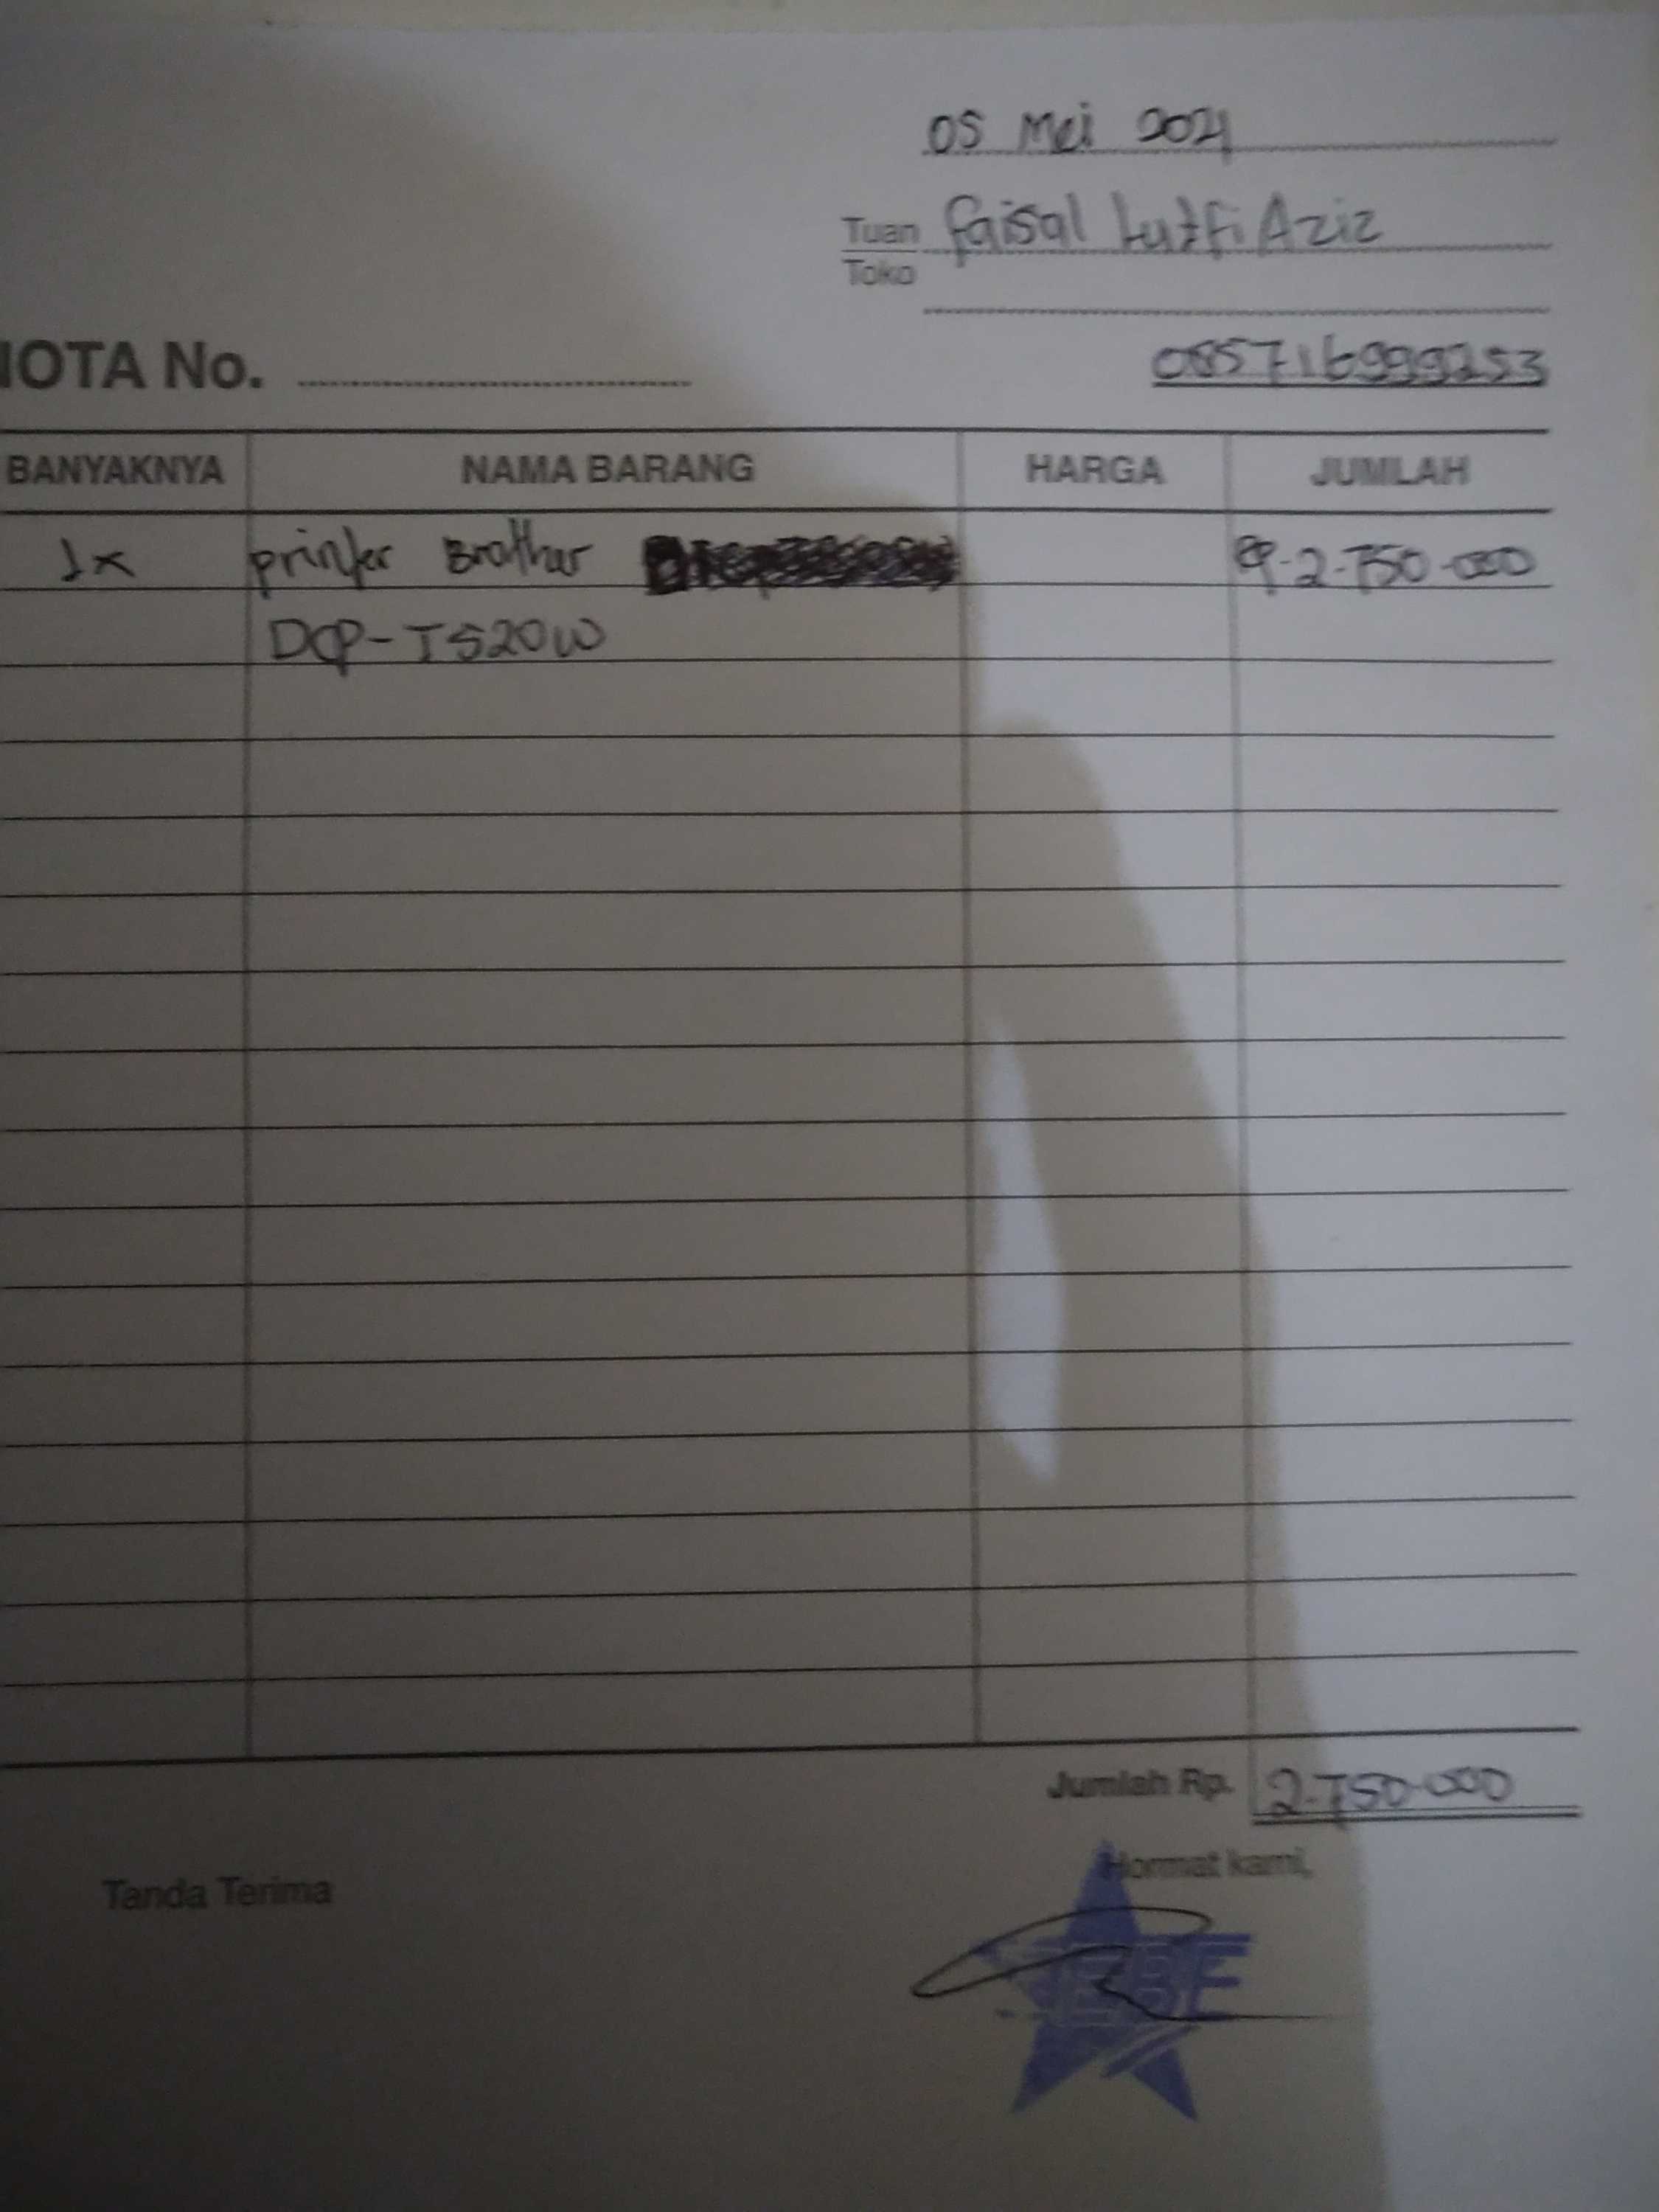 05 Mei 2021
Tuan Faisal Lutfi Aziz
Toko
NOTA No.
085716999253
BANYAKNYA NAMA BARANG HARGA JUMLAH
1x printer Brother Rp.2.750.000
DCP-T520W
Jumlah Rp. 2.750.000
Tanda Terima Hormat kami,